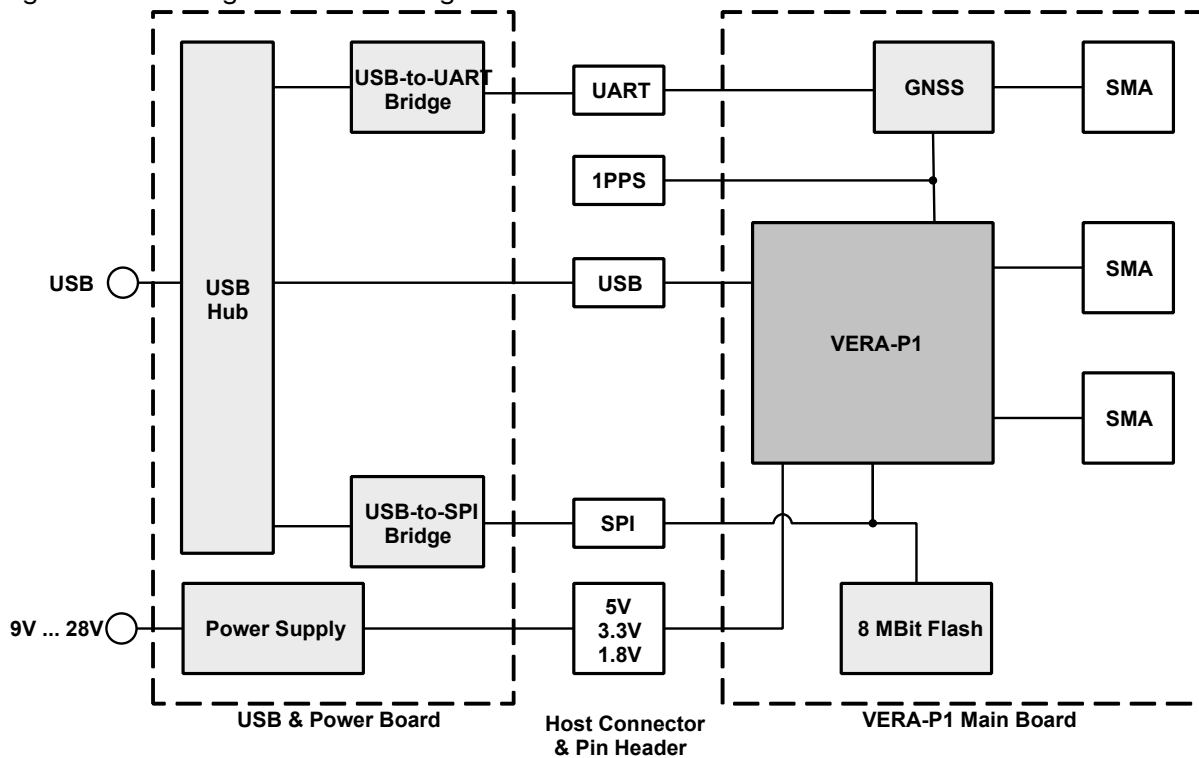 USB-to-UART
Bridge
UART
GNSS
SMA
1PPS
USB
USB
Hub
USB
VERA-P1
SMA
SMA
USB-to-SPI
Bridge
SPI
9V ... 28V
Power Supply
5V
3.3V
1.8V
8 MBit Flash
USB & Power Board
Host Connector
& Pin Header
VERA-P1 Main Board